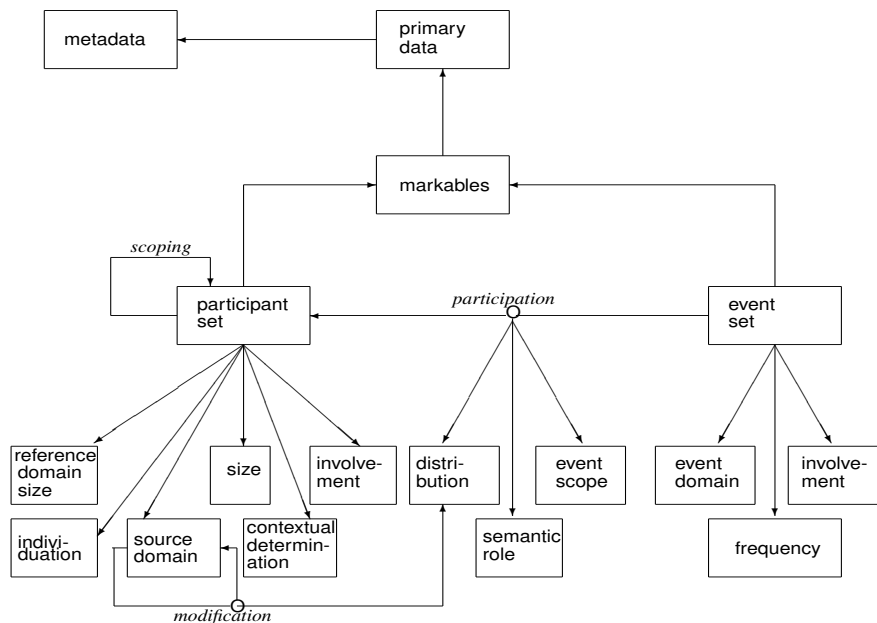 metadata
primary
data
markables
scoping
participant
set
participation
event
set
reference
domain
size
size
involve-
ment
distri-
bution
event
scope
event
domain
involve-
ment
indivi-
duation
source
domain
contextual
determin-
ation
semantic
role
frequency
modification